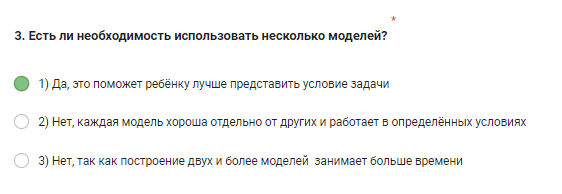 *
3. Есть ли необходимость использовать несколько моделей?
1) Да, это поможет ребёнку лучше представить условие задачи
2) Нет, каждая модель хороша отдельно от других и работает в определённых условиях
3) Нет, так как построение двух и более моделей занимает больше времени